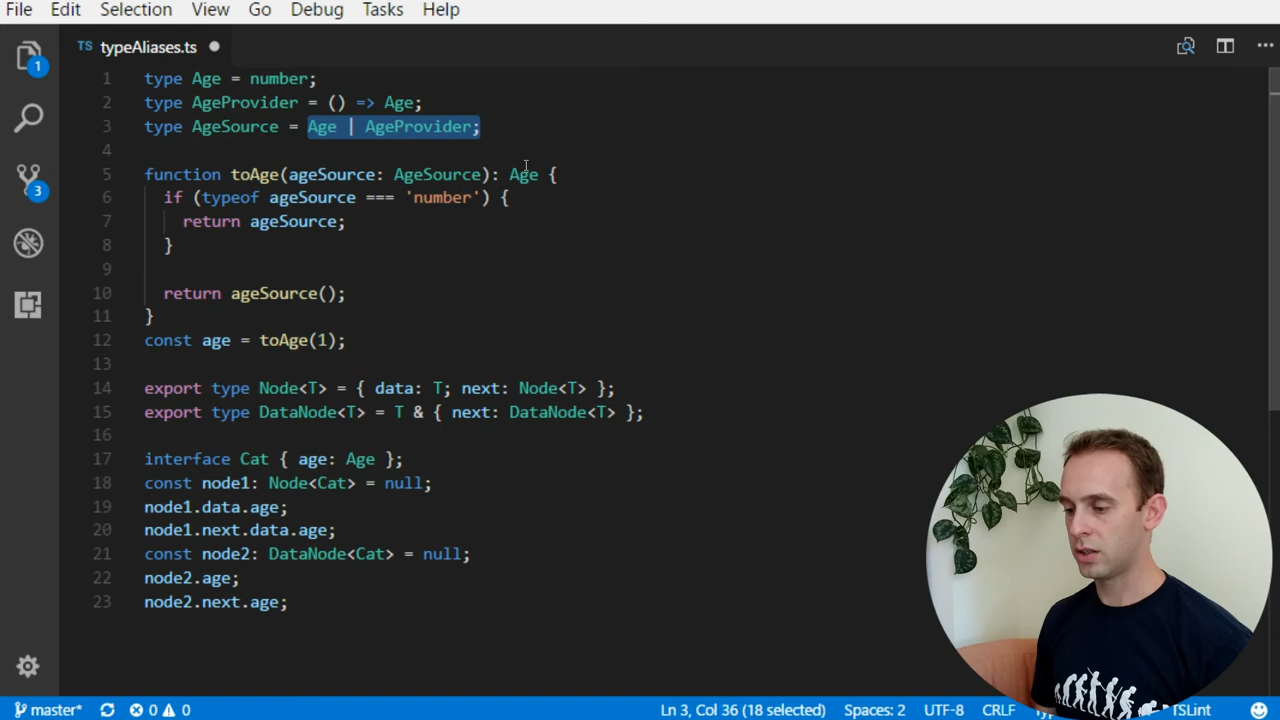 File Edit Selection View Go Debug Tasks Help
TS typeAliases.ts
1 type Age = number;
2 type AgeProvider = () => Age;
3 type AgeSource = Age | AgeProvider;
4
5 function toAge(ageSource: AgeSource): Age {
6   if (typeof ageSource === 'number') {
7     return ageSource;
8   }
9
10   return ageSource();
11 }
12 const age = toAge(1);
13
14 export type Node<T> = { data: T; next: Node<T> };
15 export type DataNode<T> = T & { next: DataNode<T> };
16
17 interface Cat { age: Age };
18 const node1: Node<Cat> = null;
19 node1.data.age;
20 node1.next.data.age;
21 const node2: DataNode<Cat> = null;
22 node2.age;
23 node2.next.age;
1
3
master* 0 0 Ln 3, Col 36 (18 selected) Spaces: 2 UTF-8 CRLF TSLint